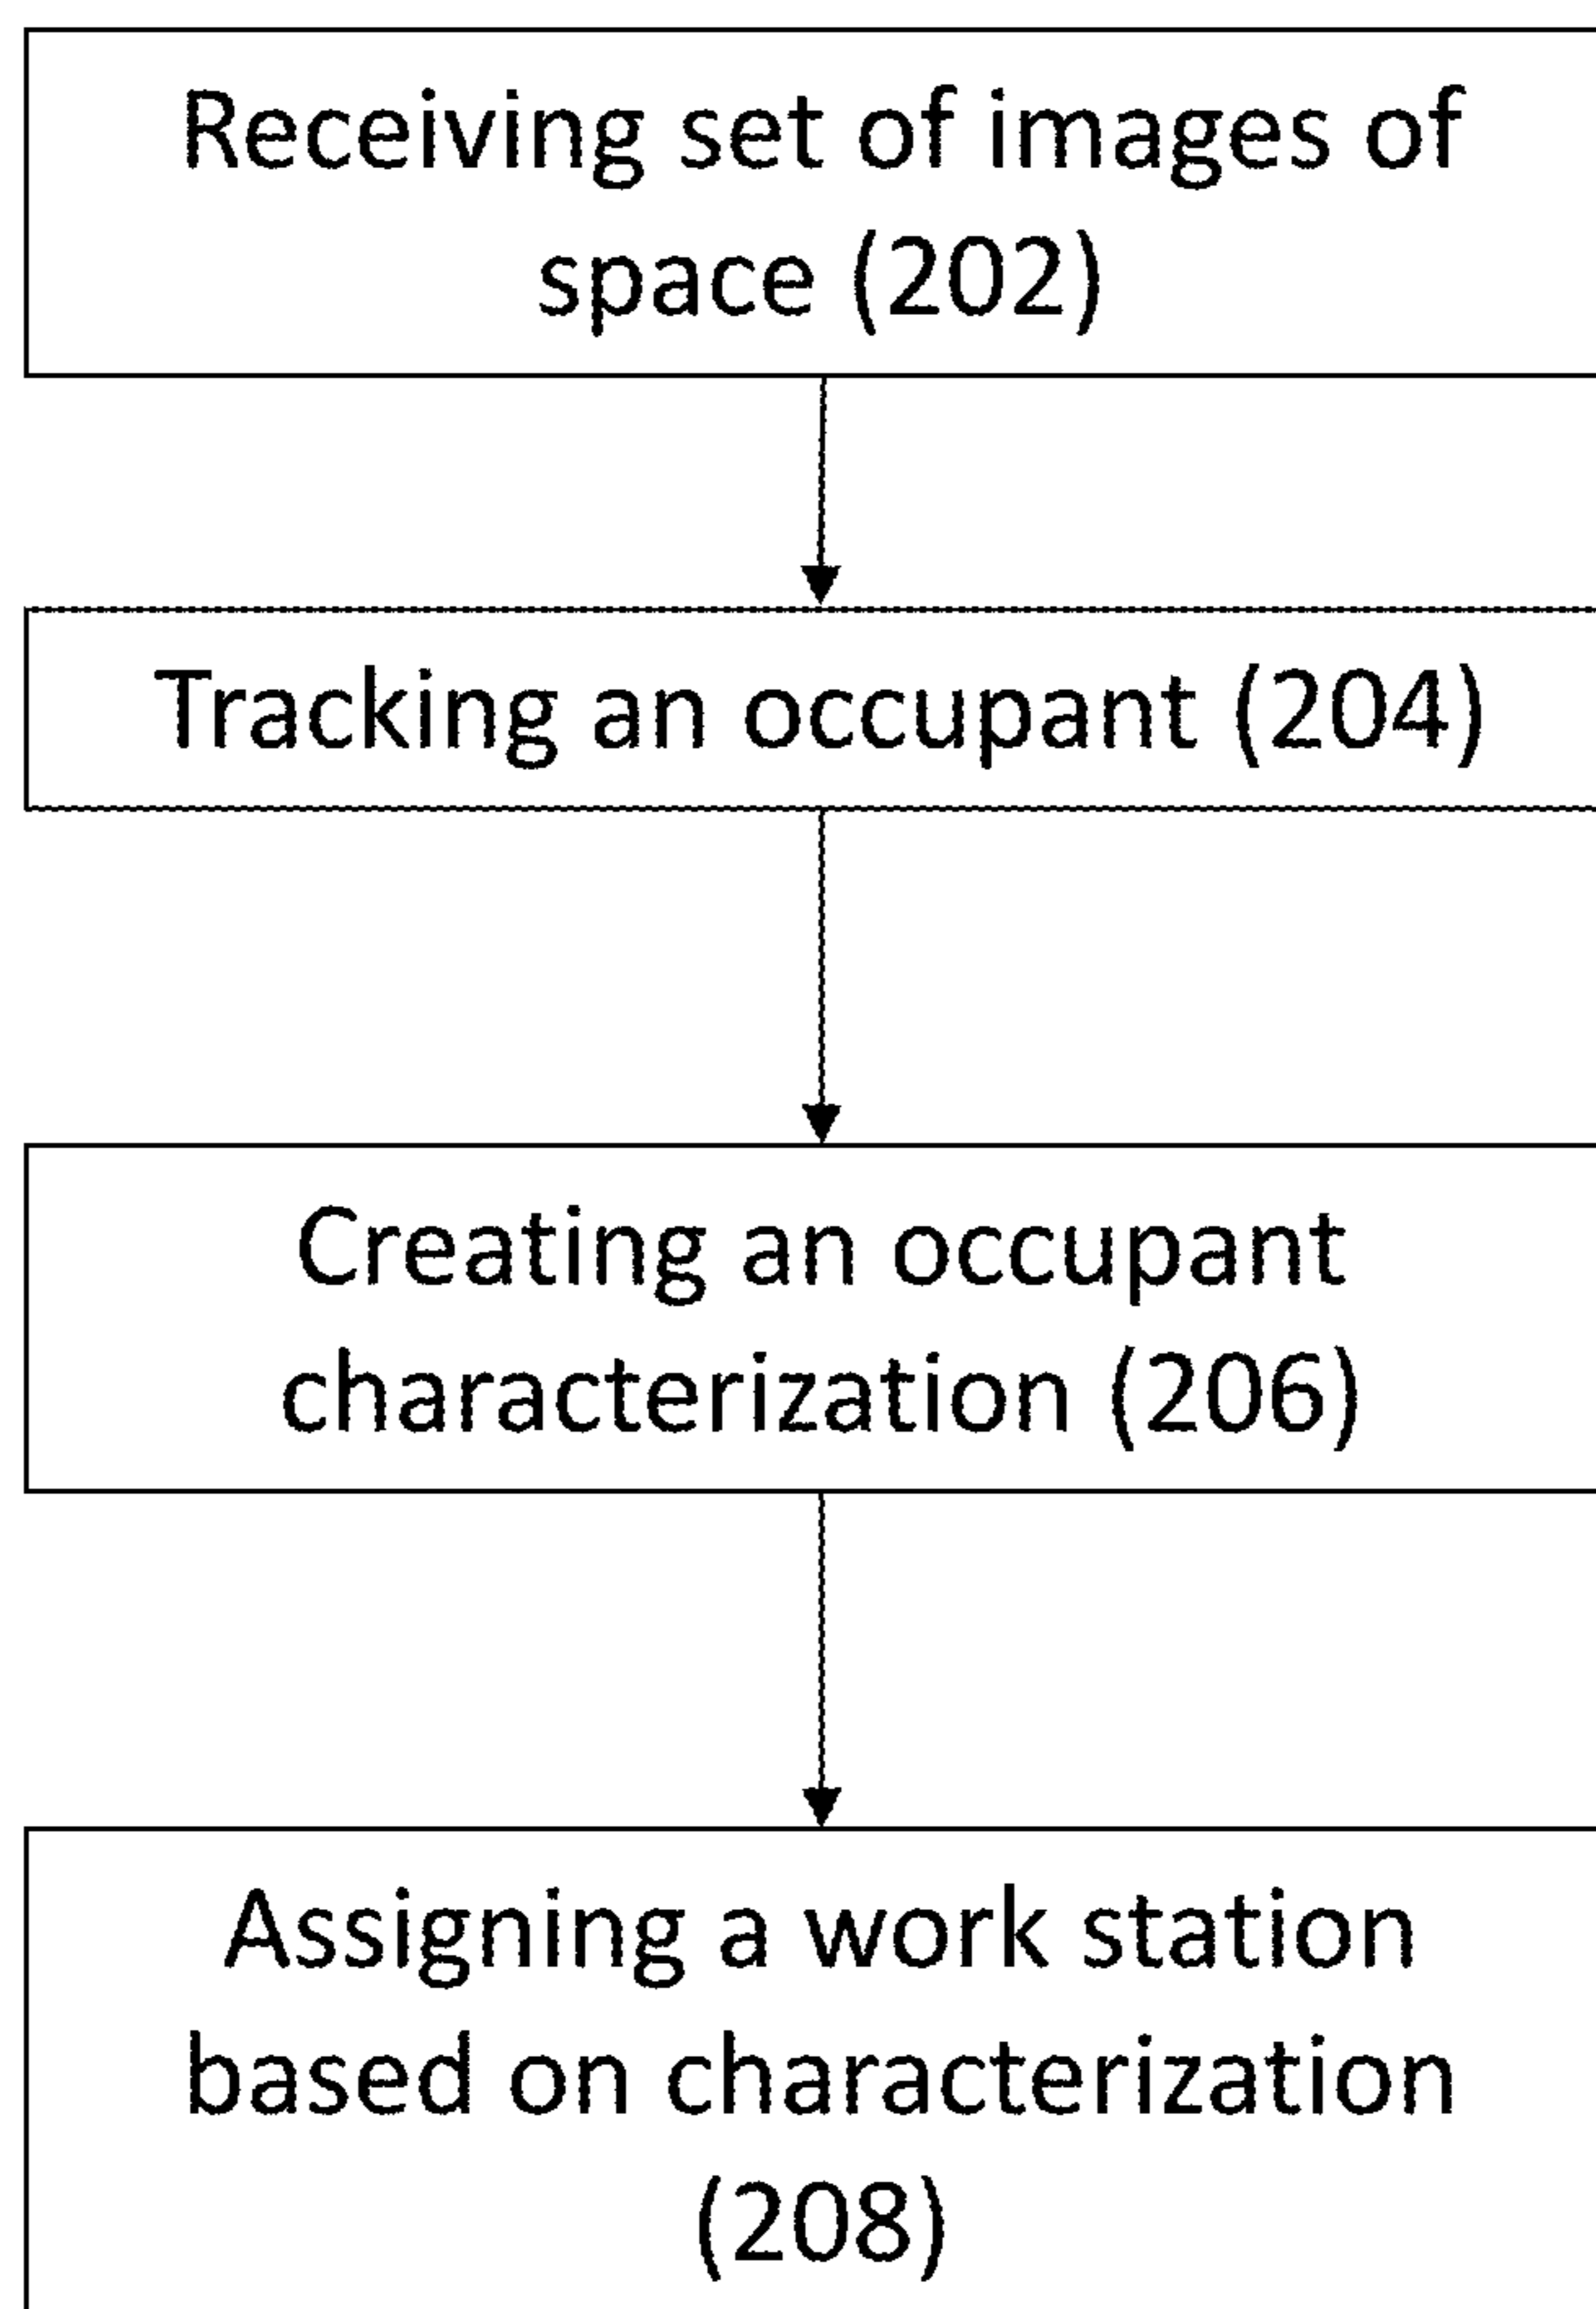 Receiving set of images of
space (202)
Tracking an occupant (204)
Creating an occupant
characterization (206)
Assigning a work station
based on characterization
(208)